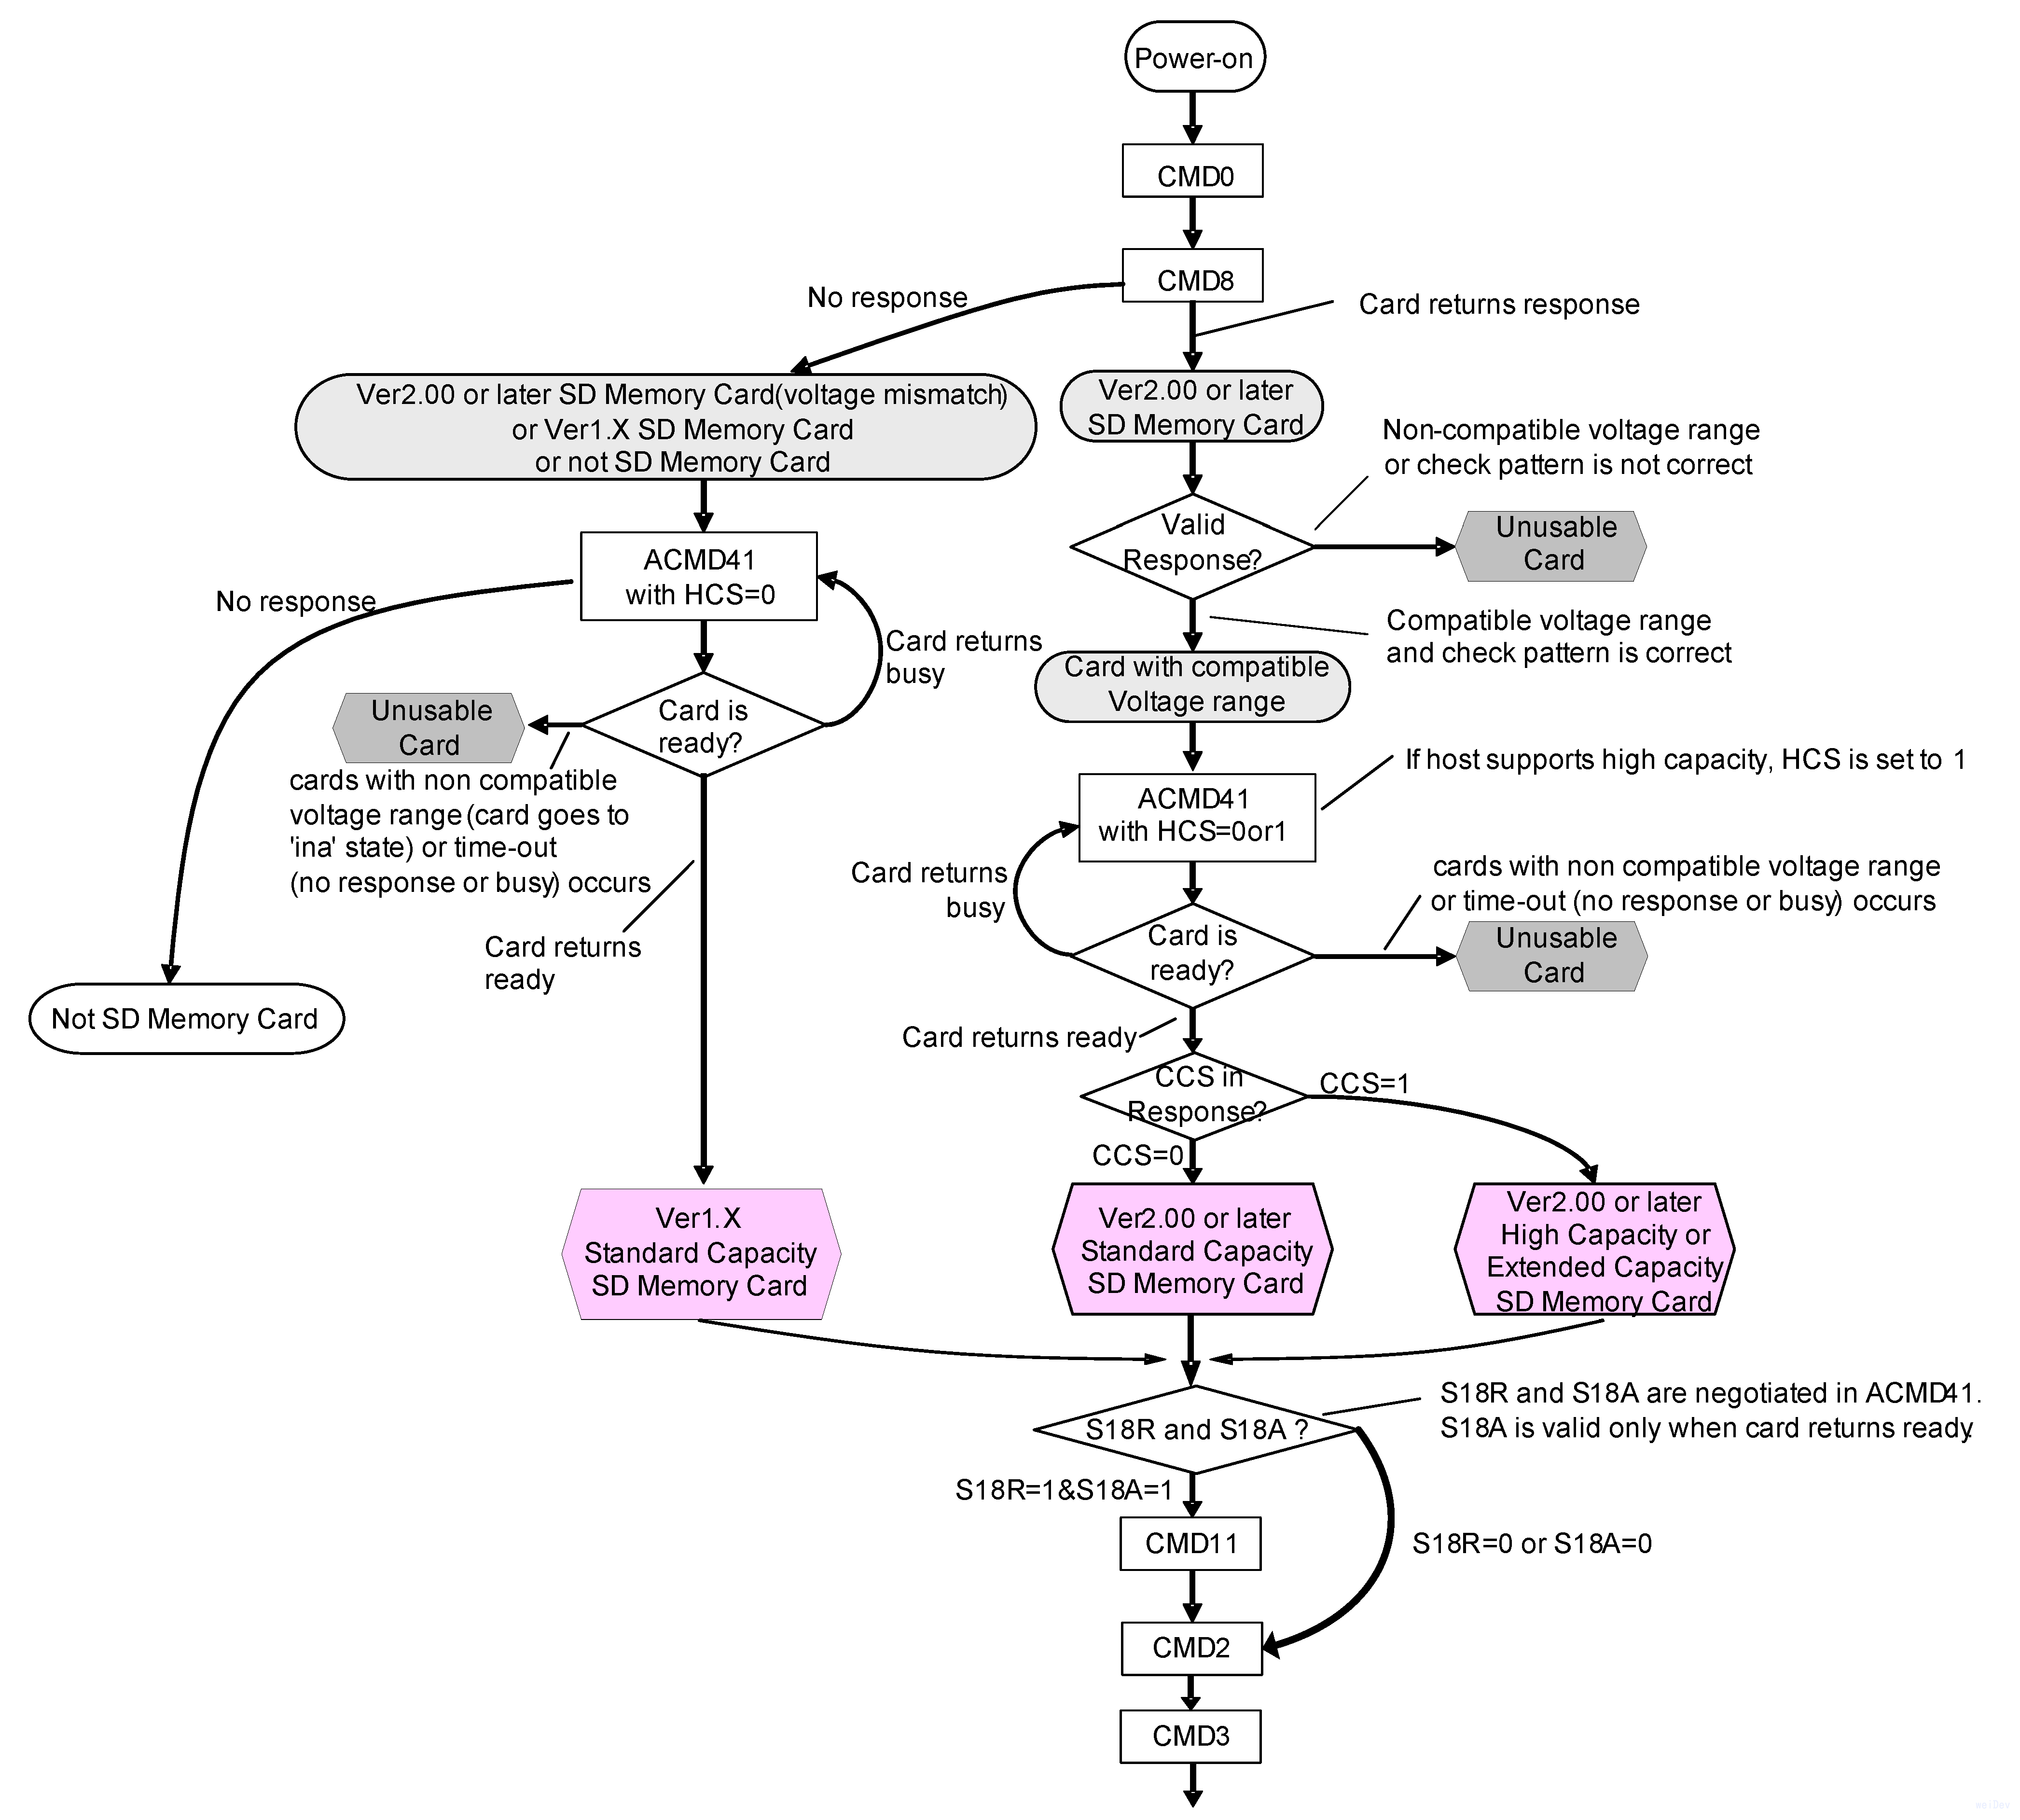 Power-on
CMD0
CMD8
No response
Card returns response
Ver2.00 or later SD Memory Card(voltage mismatch)
or Ver1.X SD Memory Card
or not SD Memory Card
Ver2.00 or later
SD Memory Card
Non-compatible voltage range
or check pattern is not correct
Valid
Response?
Unusable
Card
ACMD41
with HCS=0
No response
Card returns
busy
Compatible voltage range
and check pattern is correct
Card with compatible
Voltage range
Unusable
Card
Card is
ready?
cards with non compatible
voltage range (card goes to
'ina' state) or time-out
(no response or busy) occurs
If host supports high capacity, HCS is set to 1
ACMD41
with HCS=0or1
Card returns
busy
cards with non compatible voltage range
or time-out (no response or busy) occurs
Card is
ready?
Unusable
Card
Card returns
ready
Not SD Memory Card
Card returns ready
CCS in
Response?
CCS=1
CCS=0
Ver1.X
Standard Capacity
SD Memory Card
Ver2.00 or later
Standard Capacity
SD Memory Card
Ver2.00 or later
High Capacity or
Extended Capacity
SD Memory Card
S18R and S18A ?
S18R and S18A are negotiated in ACMD41.
S18A is valid only when card returns ready.
S18R=1&S18A=1
CMD11
S18R=0 or S18A=0
CMD2
CMD3